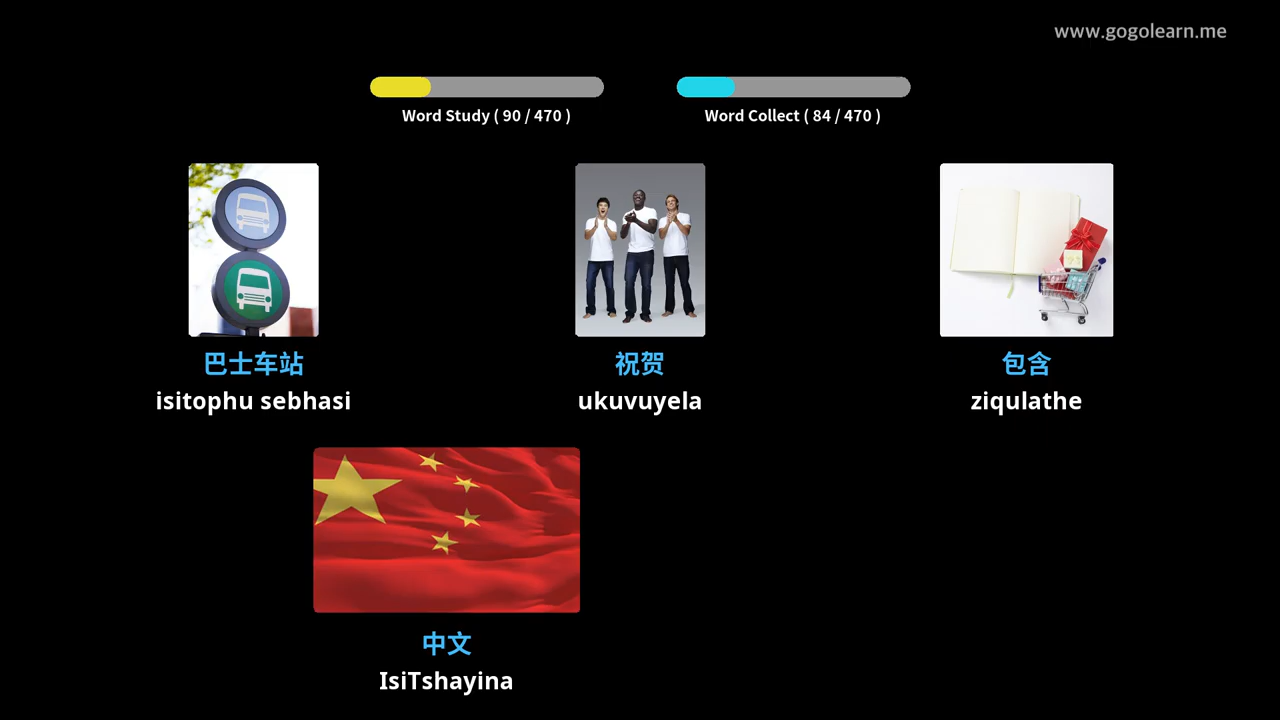 www.gogolearn.me
Word Study ( 90 / 470 )
Word Collect ( 84 / 470 )
巴士车站
isitophu sebhasi
祝贺
ukuvuyela
包含
ziqulathe
中文
IsiTshayina